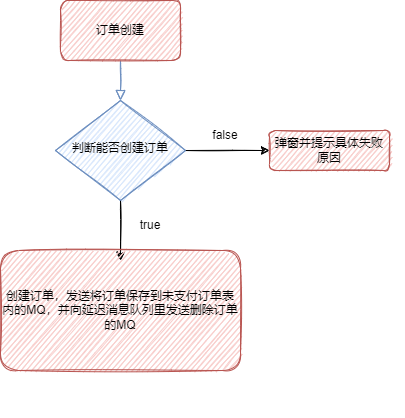 订单创建
判断能否创建订单
false
弹窗并提示具体失败
原因
true
创建订单，发送将订单保存到未支付订单表
内的MQ，并向延迟消息队列里发送删除订单
的MQ